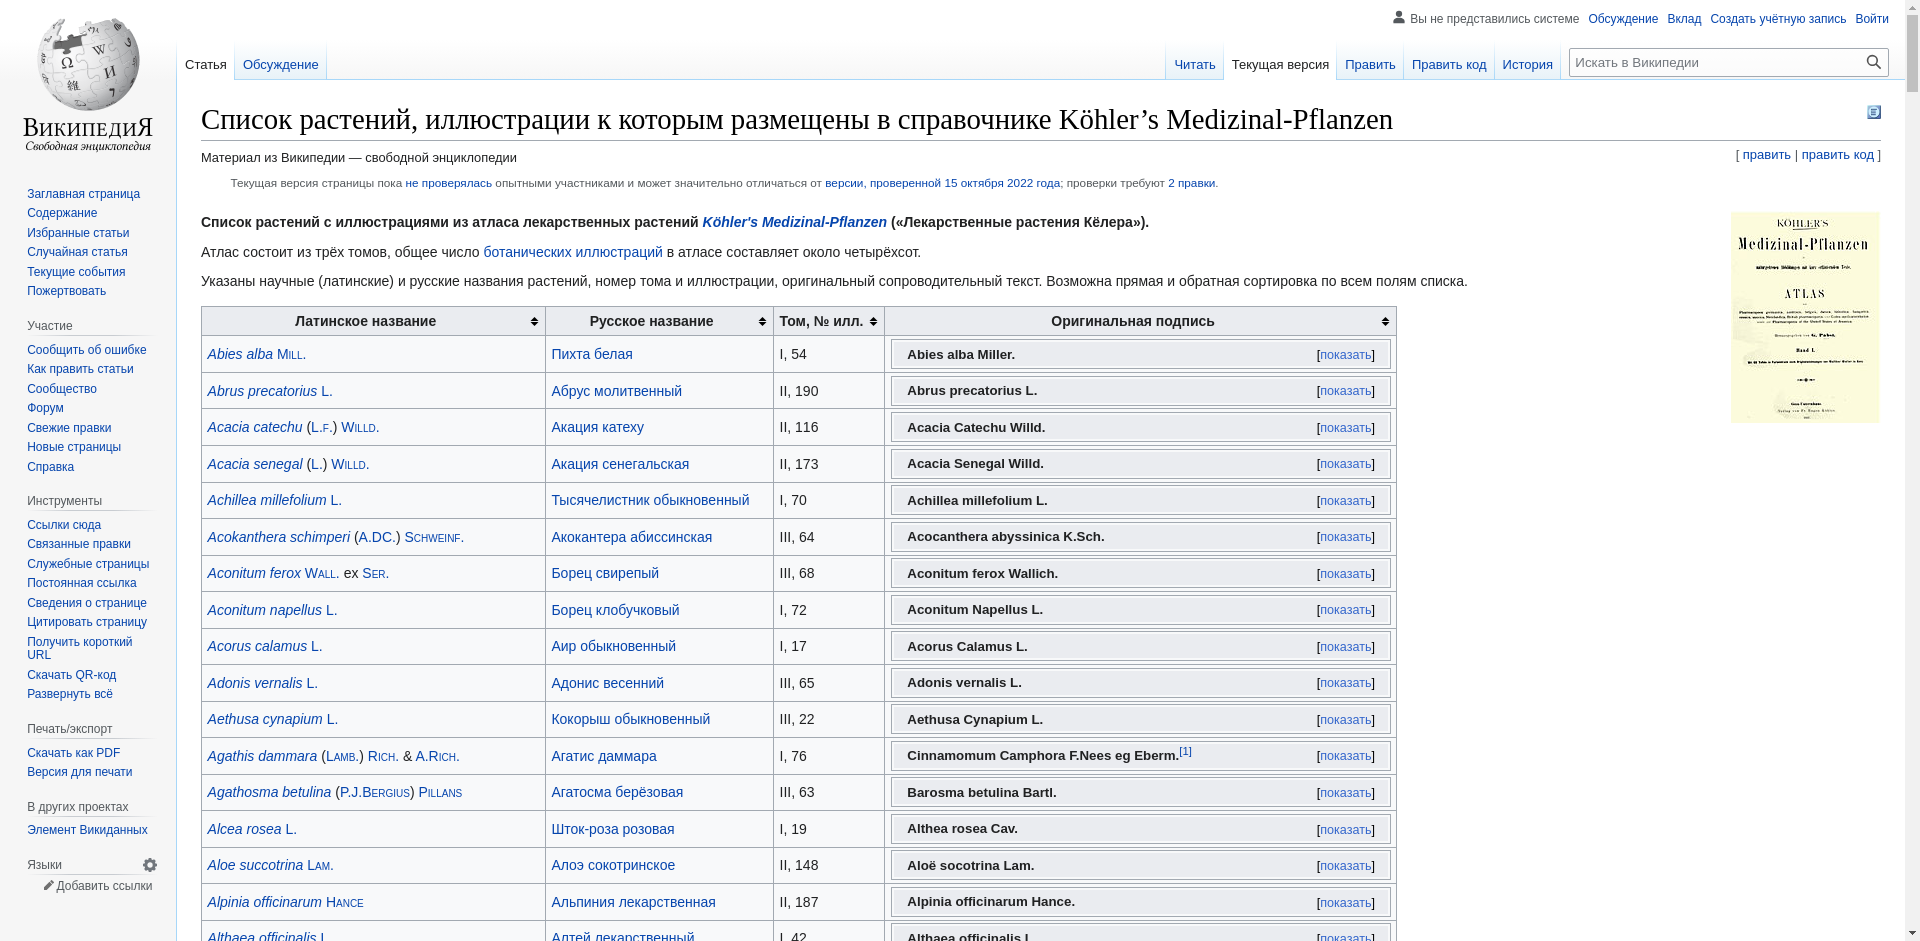 Вы не представились системе Обсуждение Вклад Создать учётную запись Войти
Статья Обсуждение Читать Текущая версия Править Править код История Искать в Википедии
ВИКИПЕДИЯ
Свободная энциклопедия
Заглавная страница
Содержание
Избранные статьи
Случайная статья
Текущие события
Пожертвовать
Участие
Сообщить об ошибке
Как править статьи
Сообщество
Форум
Свежие правки
Новые страницы
Справка
Инструменты
Ссылки сюда
Связанные правки
Служебные страницы
Постоянная ссылка
Сведения о странице
Цитировать страницу
Получить короткий
URL
Скачать QR-код
Развернуть всё
Печать/экспорт
Скачать как PDF
Версия для печати
В других проектах
Элемент Викиданных
Языки
Добавить ссылки
Список растений, иллюстрации к которым размещены в справочнике Köhler’s Medizinal-Pflanzen
Материал из Википедии — свободной энциклопедии [ править | править код ]
Текущая версия страницы пока не проверялась опытными участниками и может значительно отличаться от версии, проверенной 15 октября 2022 года; проверки требуют 2 правки.
Список растений с иллюстрациями из атласа лекарственных растений Köhler's Medizinal-Pflanzen («Лекарственные растения Кёлера»).
Атлас состоит из трёх томов, общее число ботанических иллюстраций в атласе составляет около четырёхсот.
Указаны научные (латинские) и русские названия растений, номер тома и иллюстрации, оригинальный сопроводительный текст. Возможна прямая и обратная сортировка по всем полям списка.
KÖHLER'S
Medizinal-Pflanzen
ATLAS
Band I.
Латинское название Русское название Том, № илл. Оригинальная подпись
Abies alba Mill. Пихта белая I, 54 Abies alba Miller. [показать]
Abrus precatorius L. Абрус молитвенный II, 190 Abrus precatorius L. [показать]
Acacia catechu (L.f.) Willd. Акация катеху II, 116 Acacia Catechu Willd. [показать]
Acacia senegal (L.) Willd. Акация сенегальская II, 173 Acacia Senegal Willd. [показать]
Achillea millefolium L. Тысячелистник обыкновенный I, 70 Achillea millefolium L. [показать]
Acokanthera schimperi (A.DC.) Schweinf. Акокантера абиссинская III, 64 Acocanthera abyssinica K.Sch. [показать]
Aconitum ferox Wall. ex Ser. Борец свирепый III, 68 Aconitum ferox Wallich. [показать]
Aconitum napellus L. Борец клобучковый I, 72 Aconitum Napellus L. [показать]
Acorus calamus L. Аир обыкновенный I, 17 Acorus Calamus L. [показать]
Adonis vernalis L. Адонис весенний III, 65 Adonis vernalis L. [показать]
Aethusa cynapium L. Кокорыш обыкновенный III, 22 Aethusa Cynapium L. [показать]
Agathis dammara (Lamb.) Rich. & A.Rich. Агатис даммара I, 76 Cinnamomum Camphora F.Nees eg Eberm.[1] [показать]
Agathosma betulina (P.J.Bergius) Pillans Агатосма берёзовая III, 63 Barosma betulina Bartl. [показать]
Alcea rosea L. Шток-роза розовая I, 19 Althea rosea Cav. [показать]
Aloe succotrina Lam. Алоэ сокотринское II, 148 Aloë socotrina Lam. [показать]
Alpinia officinarum Hance Альпиния лекарственная II, 187 Alpinia officinarum Hance. [показать]
Althaea officinalis L. Алтей лекарственный I, 42 Althaea officinalis L. [показать]